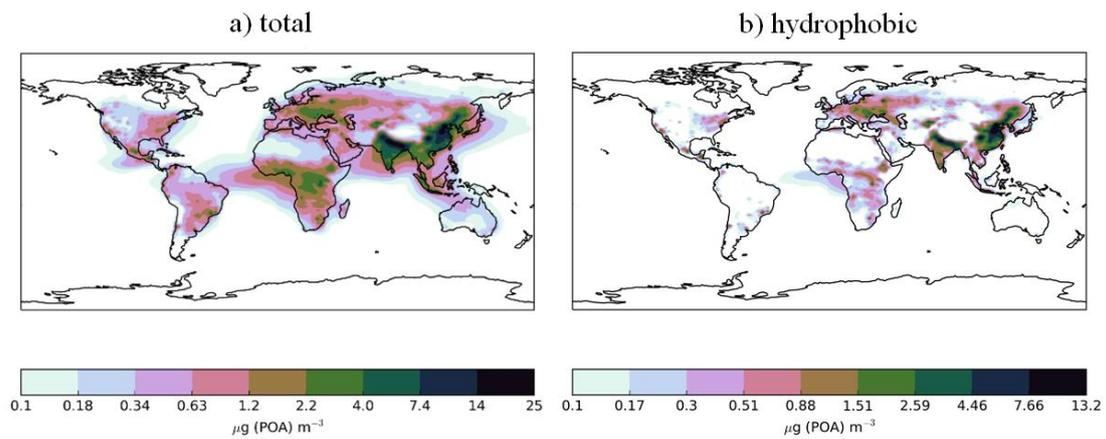 a) total
b) hydrophobic
0.1 0.18 0.34 0.63 1.2 2.2 4.0 7.4 14 25
μg (POA) m⁻³
0.1 0.17 0.3 0.51 0.88 1.51 2.59 4.46 7.66 13.2
μg (POA) m⁻³